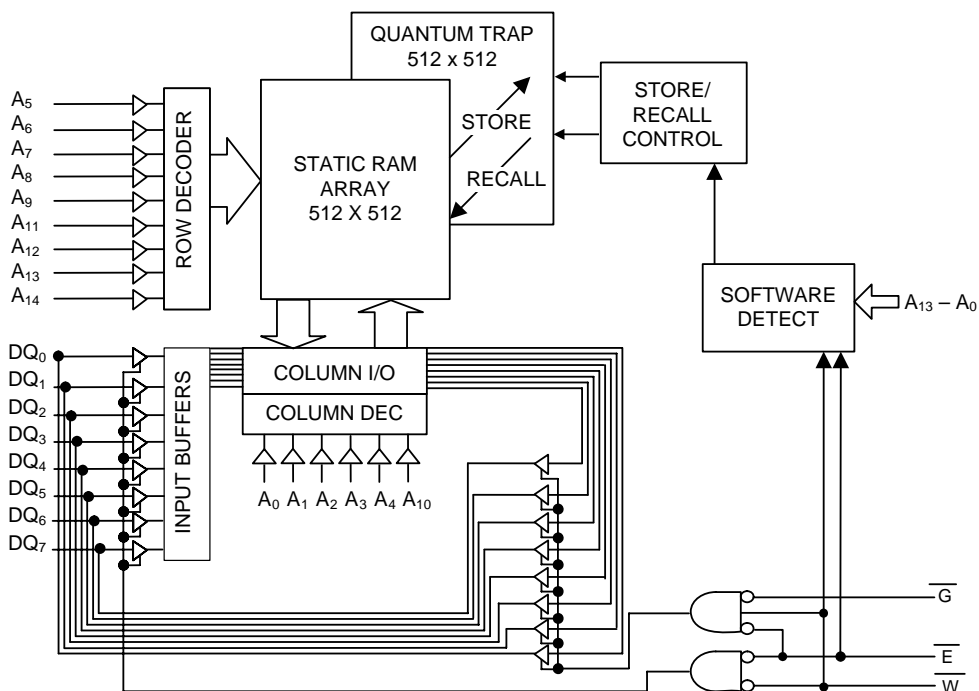 QUANTUM TRAP
512 x 512
STORE
RECALL
STATIC RAM
ARRAY
512 X 512
STORE/
RECALL
CONTROL
A5
A6
A7
A8
A9
A11
A12
A13
A14
ROW DECODER
SOFTWARE
DETECT
A13 – A0
DQ0
DQ1
DQ2
DQ3
DQ4
DQ5
DQ6
DQ7
INPUT BUFFERS
COLUMN I/O
COLUMN DEC
A0 A1 A2 A3 A4 A10
G
E
W